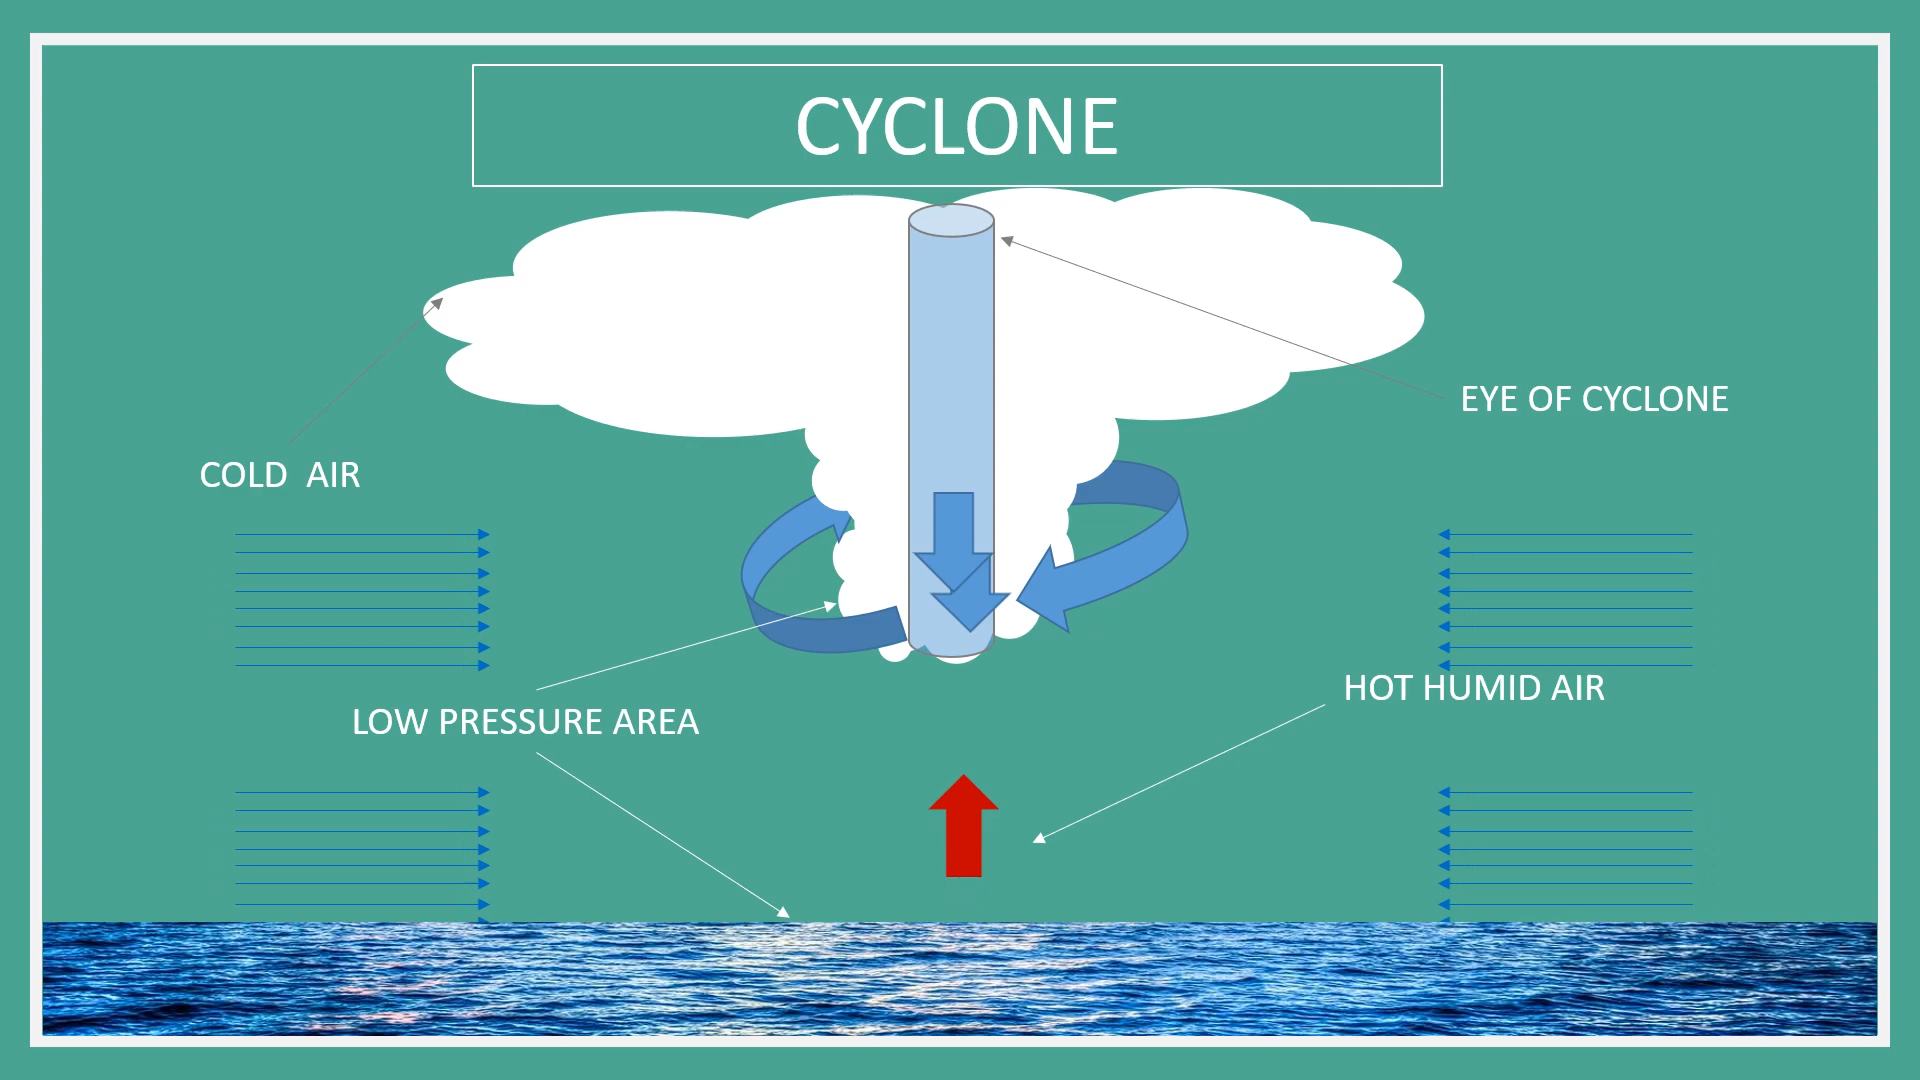 CYCLONE
EYE OF CYCLONE
COLD  AIR
HOT HUMID AIR
LOW PRESSURE AREA